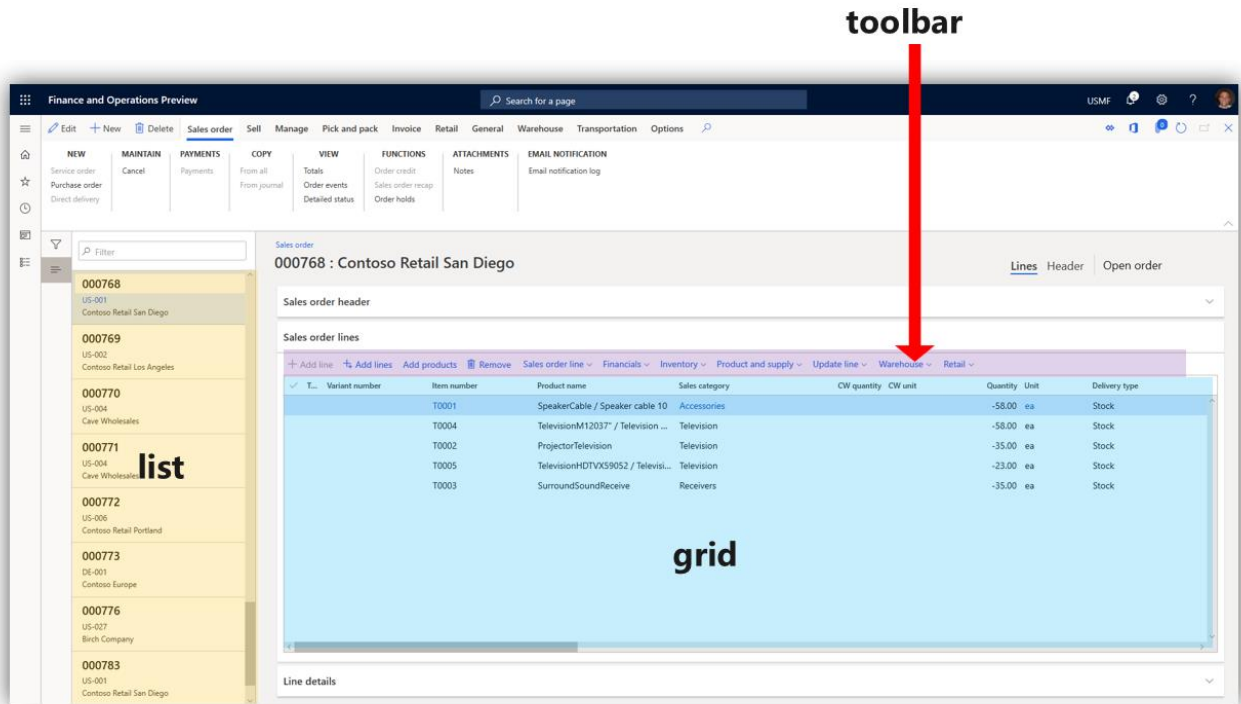 toolbar
Finance and Operations Preview Search for a page USMF ?
Edit New Delete Sales order Sell Manage Pick and pack Invoice Retail General Warehouse Transportation Options
NEW MAINTAIN PAYMENTS COPY VIEW FUNCTIONS ATTACHMENTS EMAIL NOTIFICATION
Service order Cancel Payments From all Totals Order credit Notes Email notification log
Purchase order From journal Order events Sales order recap
Direct delivery Detailed status Order holds
Filter
000768
US-001
Contoso Retail San Diego
000769
US-002
Contoso Retail Los Angeles
000770
US-004
Cave Wholesales
000771
US-004
Cave Wholesales
list
000772
US-006
Contoso Retail Portland
000773
DE-001
Contoso Europe
000776
US-027
Birch Company
000783
US-001
Contoso Retail San Diego
Sales order
000768 : Contoso Retail San Diego
Lines Header Open order
Sales order header
Sales order lines
+ Add line Add lines Add products Remove Sales order line Financials Inventory Product and supply Update line Warehouse Retail
T... Variant number Item number Product name Sales category CW quantity CW unit Quantity Unit Delivery type
T0001 SpeakerCable / Speaker cable 10 Accessories -58.00 ea Stock
T0004 TelevisionM12037" / Television ... Television -58.00 ea Stock
T0002 ProjectorTelevision Television -35.00 ea Stock
T0005 TelevisionHDTVX59052 / Televisi... Television -23.00 ea Stock
T0003 SurroundSoundReceive Receivers -35.00 ea Stock
grid
Line details